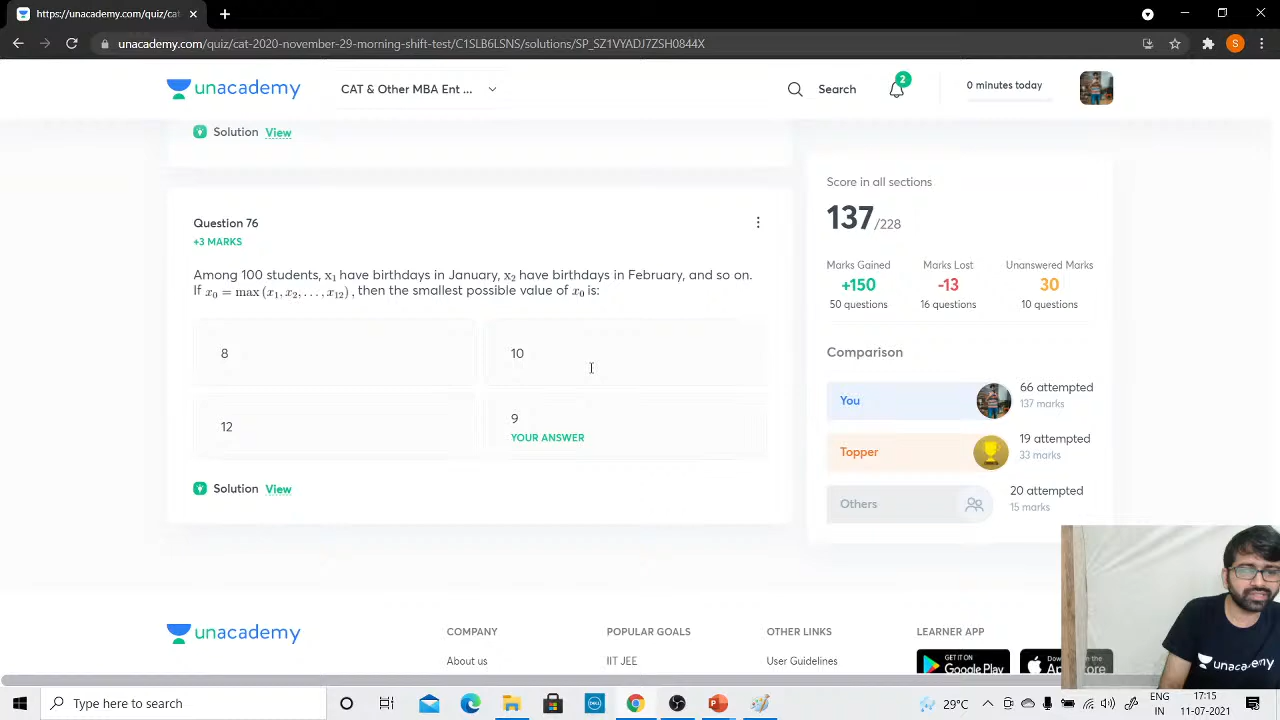 https://unacademy.com/quiz/cat
unacademy.com/quiz/cat-2020-november-29-morning-shift-test/C1SLB6LSNS/solutions/SP_SZ1VYADJ7ZSH0844X
S
unacademy
CAT & Other MBA Ent ...
Search
2
0 minutes today
Solution View
Question 76
+3 MARKS
Among 100 students, x₁ have birthdays in January, x₂ have birthdays in February, and so on.
If x₀ = max (x₁, x₂, . . . , x₁₂), then the smallest possible value of x₀ is:
8
10
12
9
YOUR ANSWER
Solution View
Score in all sections
137/228
Marks Gained
+150
50 questions
Marks Lost
-13
16 questions
Unanswered Marks
30
10 questions
Comparison
You
66 attempted
137 marks
Topper
19 attempted
33 marks
Others
20 attempted
15 marks
unacademy
COMPANY
POPULAR GOALS
OTHER LINKS
LEARNER APP
About us
IIT JEE
User Guidelines
GET IT ON
Google Play
unacademy
Type here to search
DELL
29°C
ENG
IN
17:15
11-07-2021